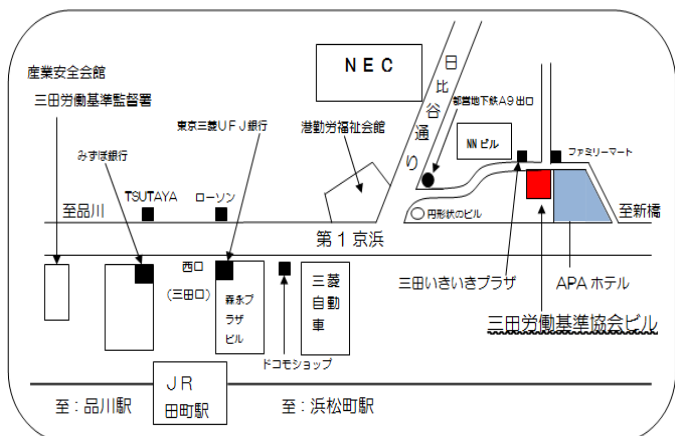 産業安全会館
三田労働基準監督署
みずほ銀行
東京三菱UFJ銀行
TSUTAYA
ローソン
港勤労福祉会館
NEC
日比谷通り
都営地下鉄A9出口
NNビル
ファミリーマート
至品川
円形状のビル
至新橋
第1京浜
西口
(三田口)
森永プ
ラザ
ビル
三菱
自動
車
ドコモショップ
三田いきいきプラザ
APAホテル
三田労働基準協会ビル
JR
田町駅
至:品川駅
至:浜松町駅